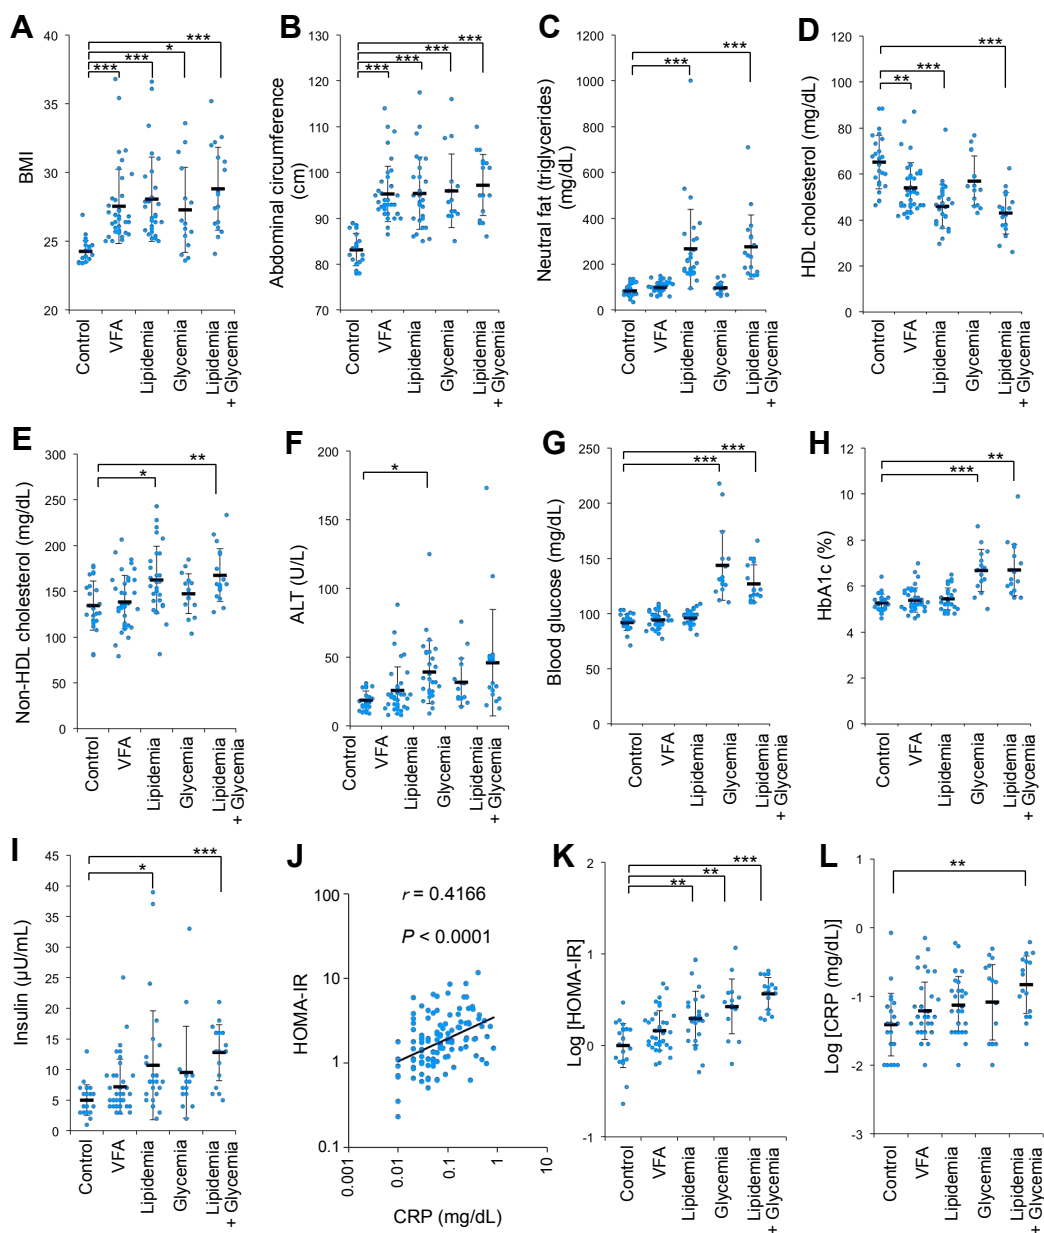 A
BMI
40
35
30
25
20
***
*
***
***
Control
VFA
Lipidemia
Glycemia
Lipidemia
+ Glycemia
B
Abdominal circumference
(cm)
130
120
110
100
90
80
70
***
***
***
***
Control
VFA
Lipidemia
Glycemia
Lipidemia
+ Glycemia
C
Neutral fat (triglycerides)
(mg/dL)
1200
1000
800
600
400
200
0
***
***
Control
VFA
Lipidemia
Glycemia
Lipidemia
+ Glycemia
D
HDL cholesterol (mg/dL)
120
100
80
60
40
20
0
***
***
**
Control
VFA
Lipidemia
Glycemia
Lipidemia
+ Glycemia
E
Non-HDL cholesterol (mg/dL)
300
250
200
150
100
50
0
**
*
Control
VFA
Lipidemia
Glycemia
Lipidemia
+ Glycemia
F
ALT (U/L)
200
150
100
50
0
*
Control
VFA
Lipidemia
Glycemia
Lipidemia
+ Glycemia
G
Blood glucose (mg/dL)
250
200
150
100
50
0
***
***
Control
VFA
Lipidemia
Glycemia
Lipidemia
+ Glycemia
H
HbA1c (%)
12
10
8
6
4
2
0
**
***
Control
VFA
Lipidemia
Glycemia
Lipidemia
+ Glycemia
I
Insulin (µU/mL)
45
40
35
30
25
20
15
10
5
0
***
*
Control
VFA
Lipidemia
Glycemia
Lipidemia
+ Glycemia
J
HOMA-IR
r = 0.4166
P < 0.0001
100
10
1
0.1
0.001
0.01
0.1
1
10
CRP (mg/dL)
K
Log [HOMA-IR]
2
1
0
-1
***
**
**
Control
VFA
Lipidemia
Glycemia
Lipidemia
+ Glycemia
L
Log [CRP (mg/dL)]
1
0
-1
-2
-3
**
Control
VFA
Lipidemia
Glycemia
Lipidemia
+ Glycemia